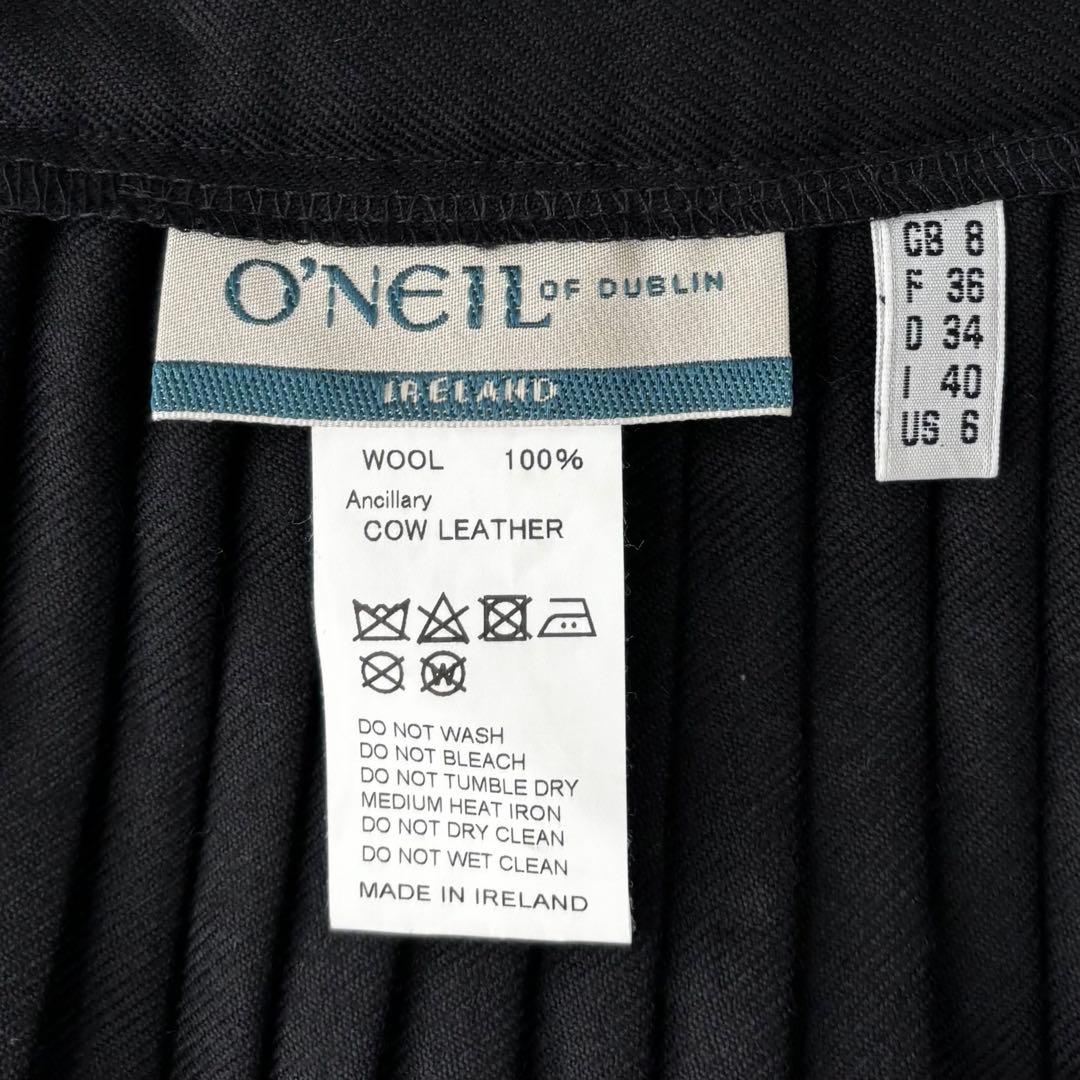 O'NEIL OF DUBLIN
IRELAND
GB 8
F 36
D 34
I 40
US 6
WOOL 100%
Ancillary
COW LEATHER
W
DO NOT WASH
DO NOT BLEACH
DO NOT TUMBLE DRY
MEDIUM HEAT IRON
DO NOT DRY CLEAN
DO NOT WET CLEAN
MADE IN IRELAND